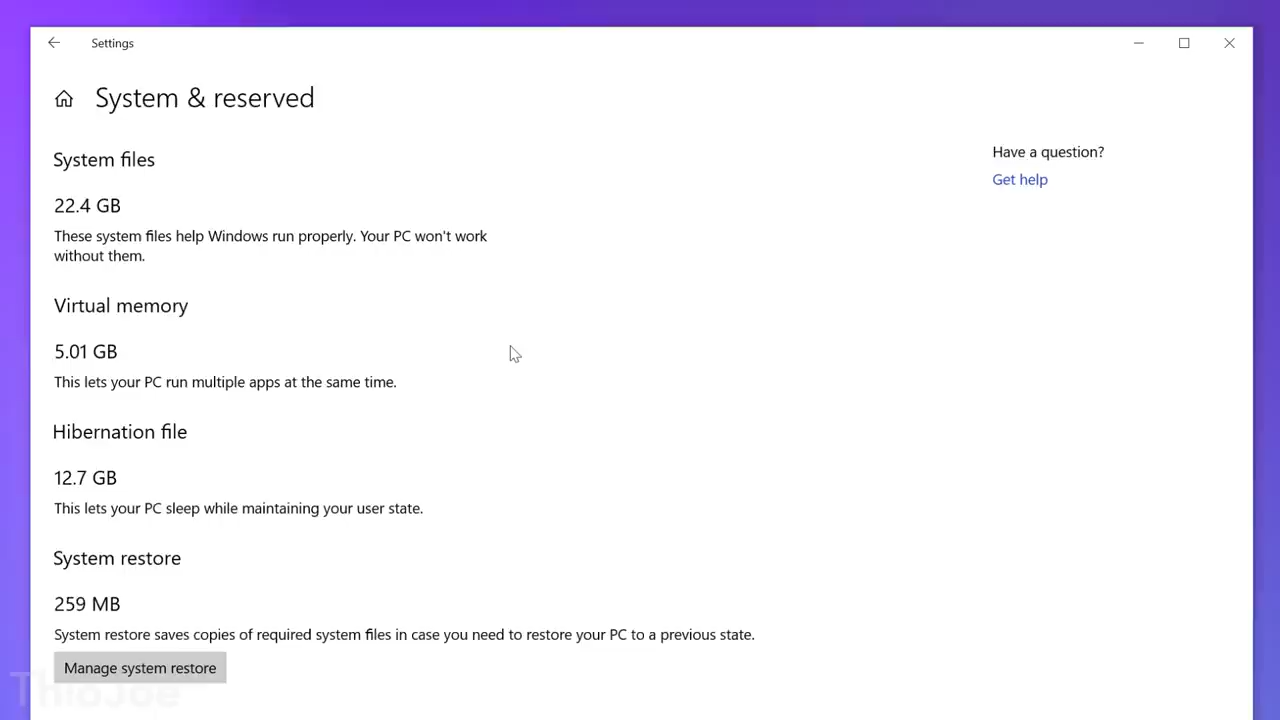 Settings
System & reserved
System files
22.4 GB
These system files help Windows run properly. Your PC won't work
without them.
Virtual memory
5.01 GB
This lets your PC run multiple apps at the same time.
Hibernation file
12.7 GB
This lets your PC sleep while maintaining your user state.
System restore
259 MB
System restore saves copies of required system files in case you need to restore your PC to a previous state.
Manage system restore
Have a question?
Get help
ThioJoe